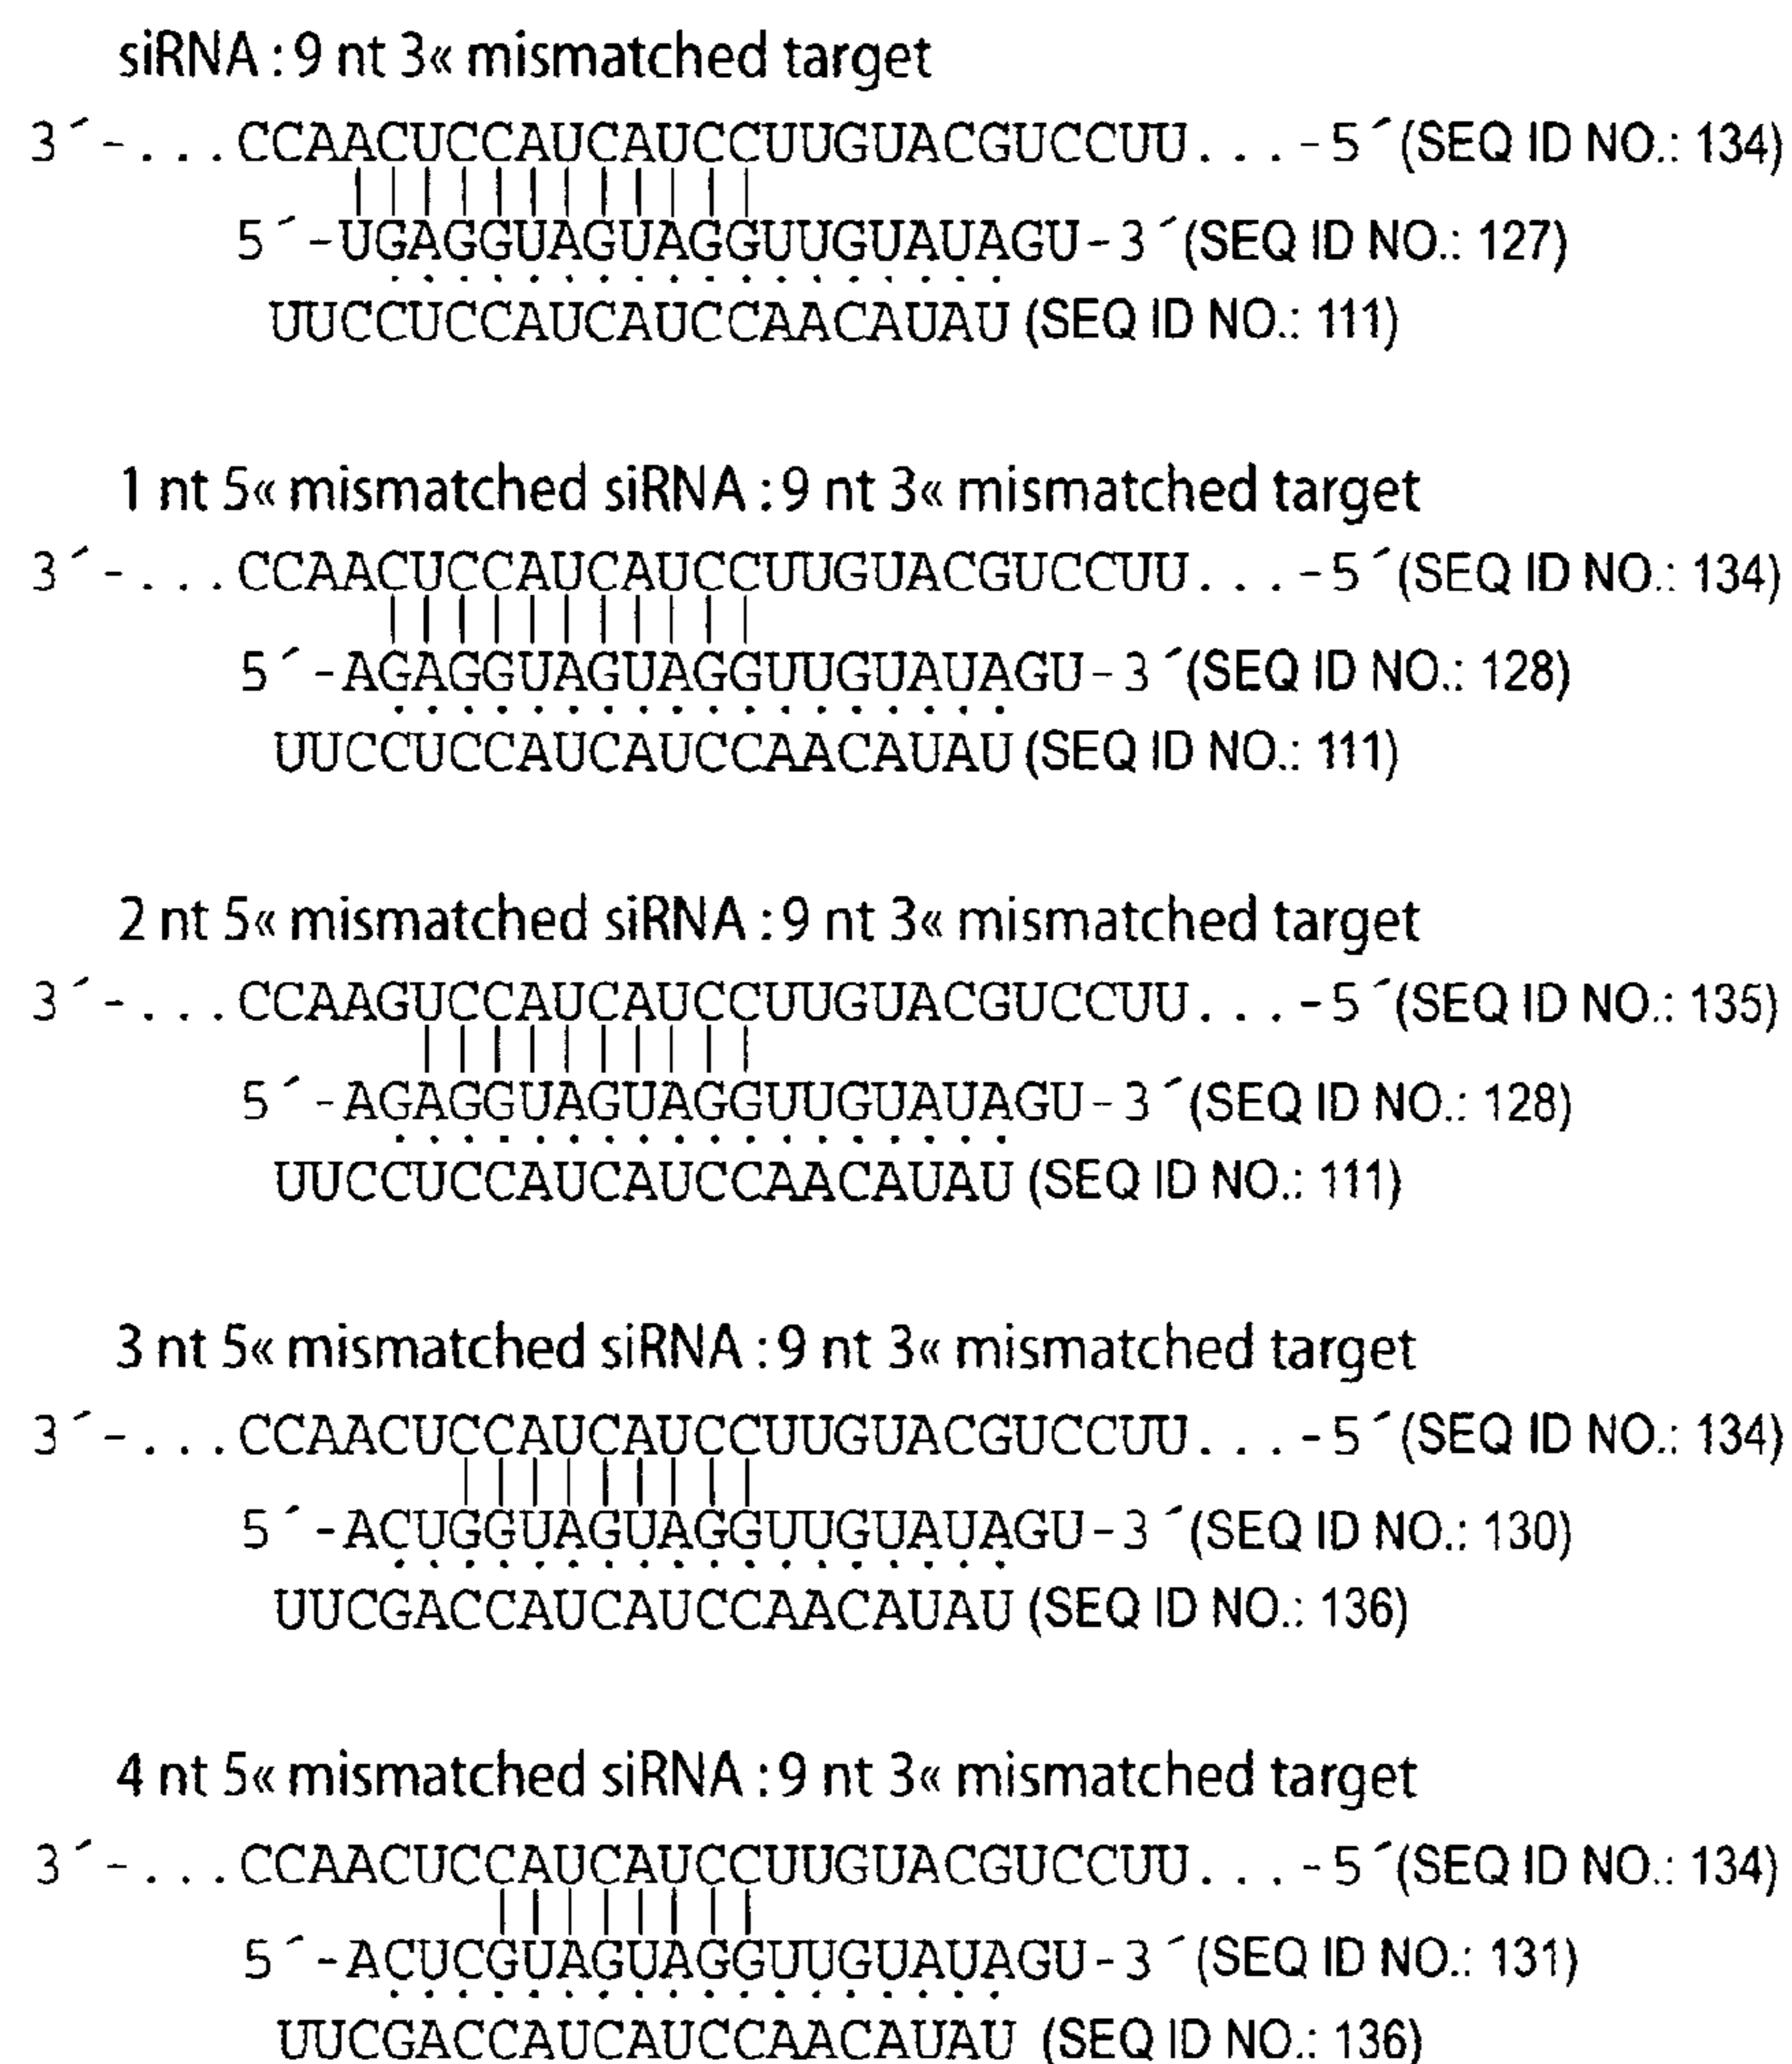 siRNA : 9 nt 3« mismatched target
3´-...CCAACUCCAUCAUCCUUGUACGUCCUU...-5´(SEQ ID NO.: 134)
5´-UGAGGUAGUAGGUUGUAUAGU-3´(SEQ ID NO.: 127)
UUCCUCCAUCAUCCAACAUAU (SEQ ID NO.: 111)
1 nt 5« mismatched siRNA : 9 nt 3« mismatched target
3´-...CCAACUCCAUCAUCCUUGUACGUCCUU...-5´(SEQ ID NO.: 134)
5´-AGAGGUAGUAGGUUGUAUAGU-3´(SEQ ID NO.: 128)
UUCCUCCAUCAUCCAACAUAU (SEQ ID NO.: 111)
2 nt 5« mismatched siRNA : 9 nt 3« mismatched target
3´-...CCAAGUCCAUCAUCCUUGUACGUCCUU...-5´(SEQ ID NO.: 135)
5´-AGAGGUAGUAGGUUGUAUAGU-3´(SEQ ID NO.: 128)
UUCCUCCAUCAUCCAACAUAU (SEQ ID NO.: 111)
3 nt 5« mismatched siRNA : 9 nt 3« mismatched target
3´-...CCAACUCCAUCAUCCUUGUACGUCCUU...-5´(SEQ ID NO.: 134)
5´-ACUGGUAGUAGGUUGUAUAGU-3´(SEQ ID NO.: 130)
UUCGACCAUCAUCCAACAUAU (SEQ ID NO.: 136)
4 nt 5« mismatched siRNA : 9 nt 3« mismatched target
3´-...CCAACUCCAUCAUCCUUGUACGUCCUU...-5´(SEQ ID NO.: 134)
5´-ACUCGUAGUAGGUUGUAUAGU-3´(SEQ ID NO.: 131)
UUCGACCAUCAUCCAACAUAU (SEQ ID NO.: 136)